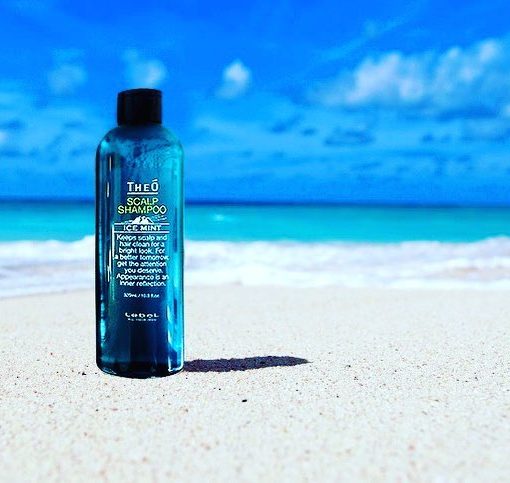 THEÓ
SCALP
SHAMPOO
ICE MINT
Keeps scalp and
hair clean for a
bright look. For
a better tomorrow,
get the attention
you deserve.
Appearance is an
inner reflection.
LebeL